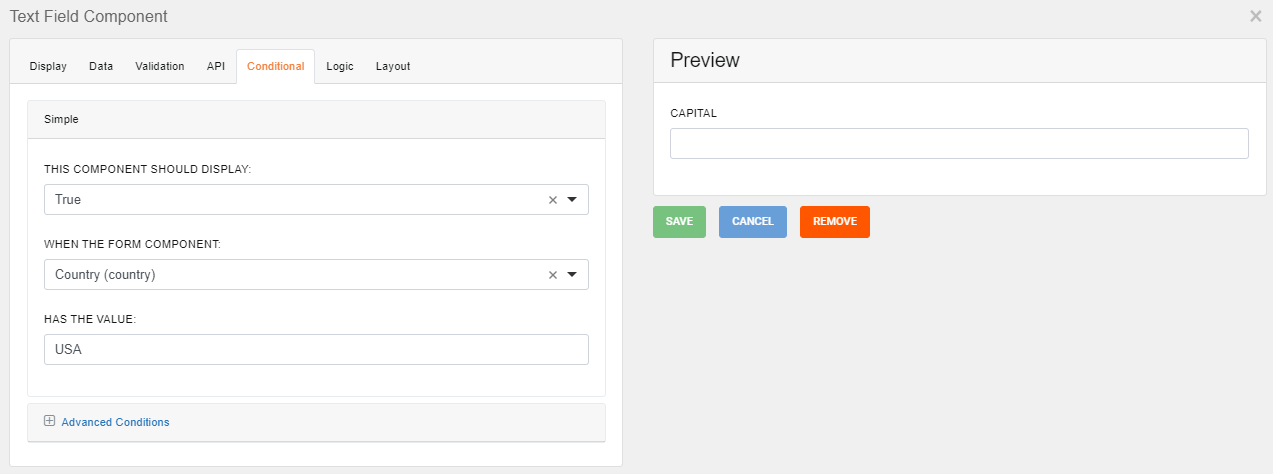 Text Field Component
×
Display Data Validation API Conditional Logic Layout
Simple
THIS COMPONENT SHOULD DISPLAY:
True
WHEN THE FORM COMPONENT:
Country (country)
HAS THE VALUE:
USA
Advanced Conditions
Preview
CAPITAL
SAVE CANCEL REMOVE